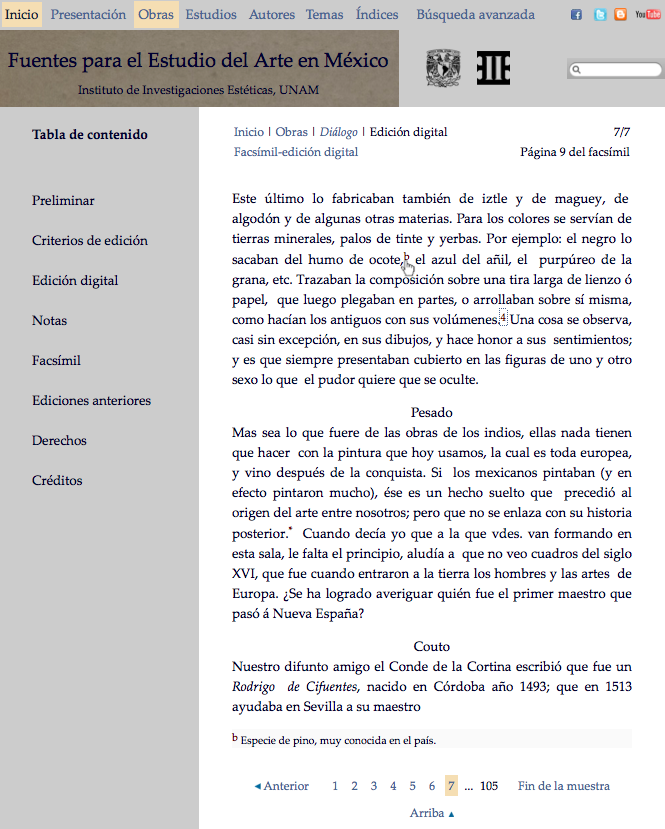 Inicio Presentación Obras Estudios Autores Temas Índices Búsqueda avanzada YouTube
Fuentes para el Estudio del Arte en México
Instituto de Investigaciones Estéticas, UNAM
Tabla de contenido
Preliminar
Criterios de edición
Edición digital
Notas
Facsímil
Ediciones anteriores
Derechos
Créditos
Inicio | Obras | Diálogo | Edición digital 7/7
Facsímil-edición digital Página 9 del facsímil
Este último lo fabricaban también de iztle y de maguey, de
algodón y de algunas otras materias. Para los colores se servían de
tierras minerales, palos de tinte y yerbas. Por ejemplo: el negro lo
sacaban del humo de ocote,b el azul del añil, el purpúreo de la
grana, etc. Trazaban la composición sobre una tira larga de lienzo ó
papel, que luego plegaban en partes, o arrollaban sobre sí misma,
como hacían los antiguos con sus volúmenes.4 Una cosa se observa,
casi sin excepción, en sus dibujos, y hace honor a sus sentimientos;
y es que siempre presentaban cubierto en las figuras de uno y otro
sexo lo que el pudor quiere que se oculte.
Pesado
Mas sea lo que fuere de las obras de los indios, ellas nada tienen
que hacer con la pintura que hoy usamos, la cual es toda europea,
y vino después de la conquista. Si los mexicanos pintaban (y en
efecto pintaron mucho), ése es un hecho suelto que precedió al
origen del arte entre nosotros; pero que no se enlaza con su historia
posterior.* Cuando decía yo que a la que vdes. van formando en
esta sala, le falta el principio, aludía a que no veo cuadros del siglo
XVI, que fue cuando entraron a la tierra los hombres y las artes de
Europa. ¿Se ha logrado averiguar quién fue el primer maestro que
pasó á Nueva España?
Couto
Nuestro difunto amigo el Conde de la Cortina escribió que fue un
Rodrigo de Cifuentes, nacido en Córdoba año 1493; que en 1513
ayudaba en Sevilla a su maestro
b Especie de pino, muy conocida en el país.
◄ Anterior 1 2 3 4 5 6 7 ... 105 Fin de la muestra
Arriba ▲